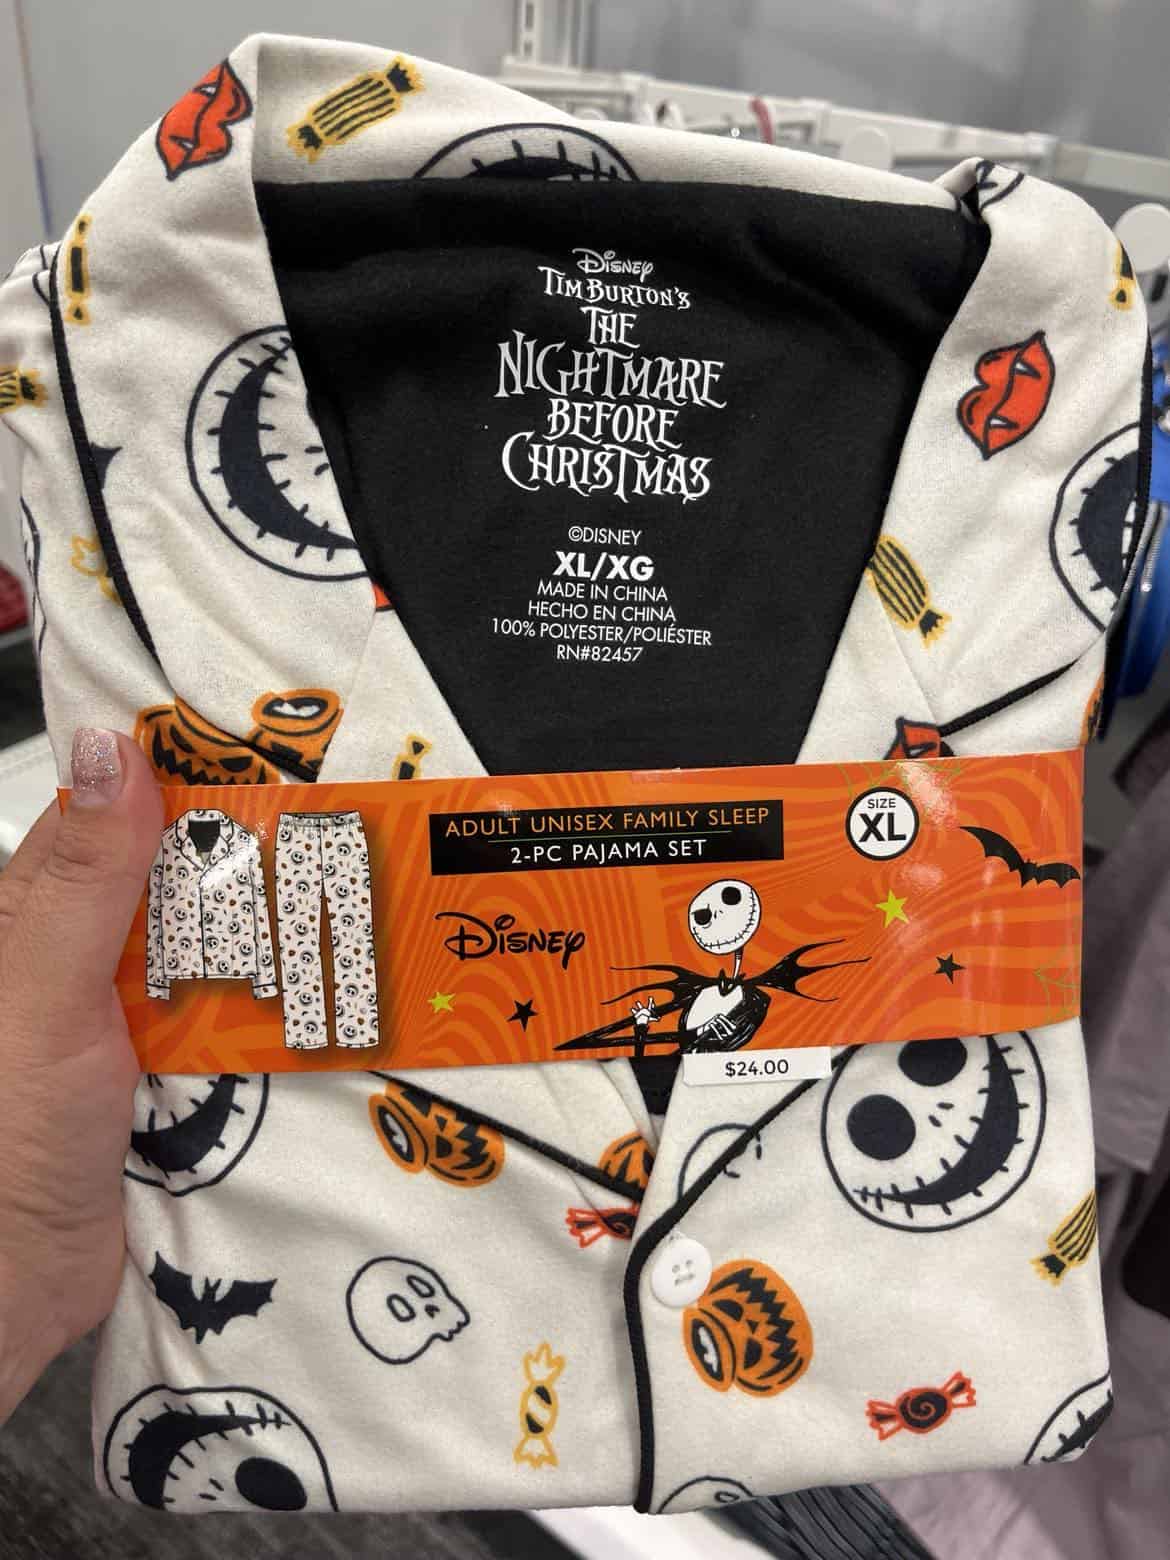 Disney
TIM BURTON'S
THE
NIGHTMARE
BEFORE
CHRISTMAS
©DISNEY
XL/XG
MADE IN CHINA
HECHO EN CHINA
100% POLYESTER/POLIÉSTER
RN#82457
ADULT UNISEX FAMILY SLEEP
2-PC PAJAMA SET
SIZE
XL
Disney
$24.00